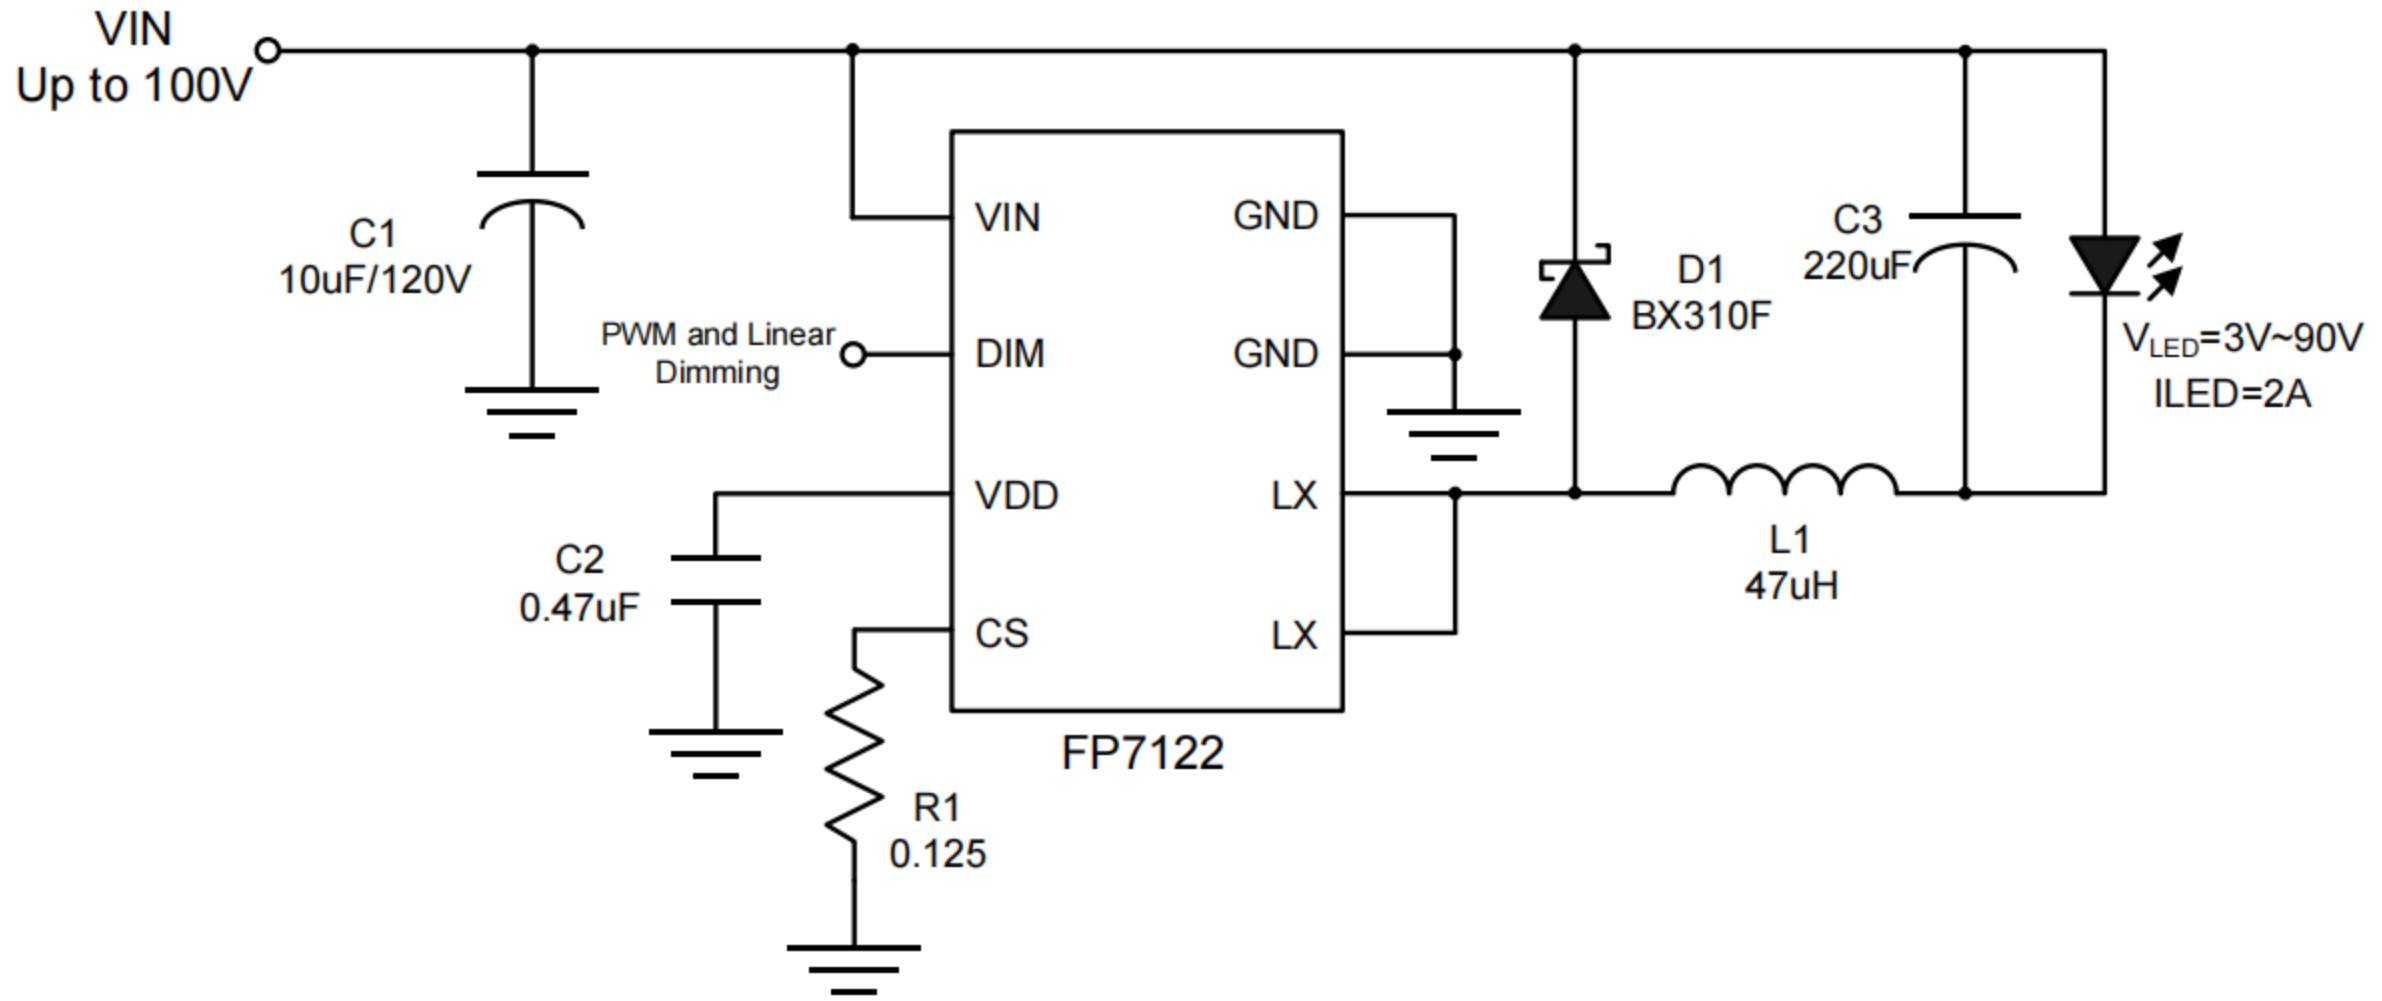 VIN
Up to 100V
C1
10uF/120V
PWM and Linear
Dimming
C2
0.47uF
VIN
DIM
VDD
CS
GND
GND
LX
LX
FP7122
R1
0.125
D1
BX310F
L1
47uH
C3
220uF
VLED=3V~90V
ILED=2A